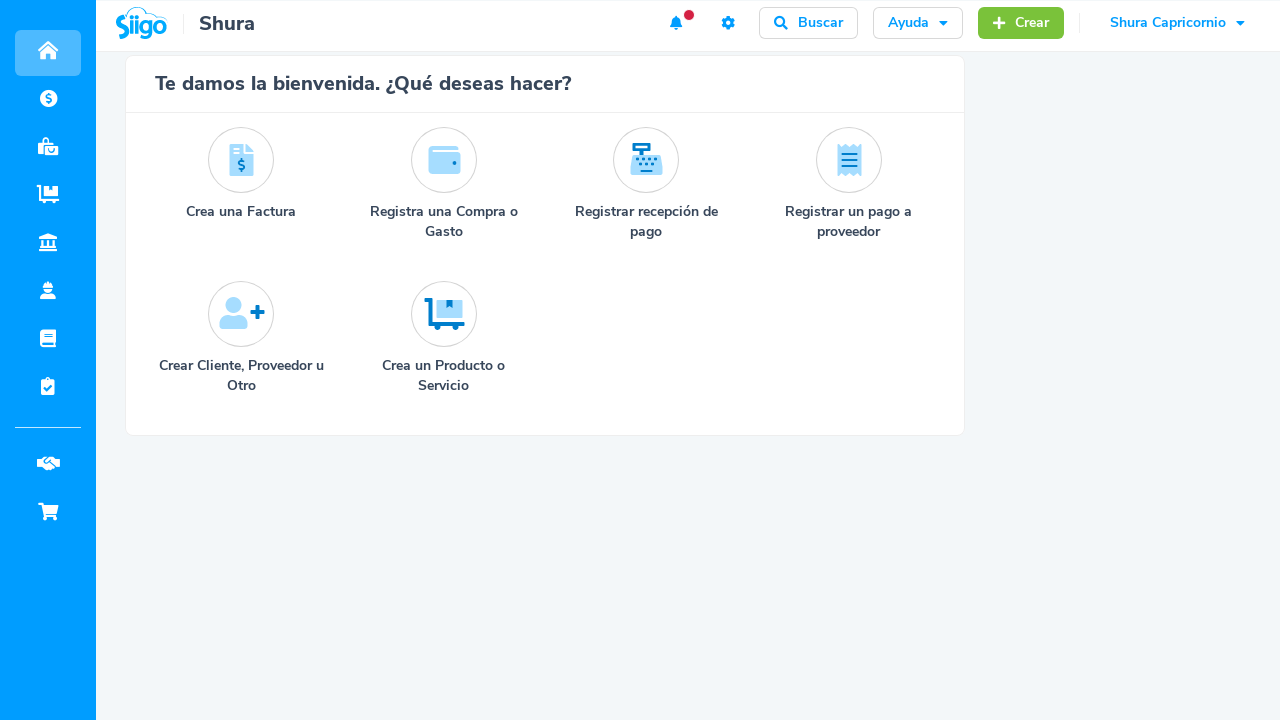 Siigo
Shura
Buscar
Ayuda
Crear
Shura Capricornio
Te damos la bienvenida. ¿Qué deseas hacer?
Crea una Factura
Registra una Compra o
Gasto
Registrar recepción de
pago
Registrar un pago a
proveedor
Crear Cliente, Proveedor u
Otro
Crea un Producto o
Servicio